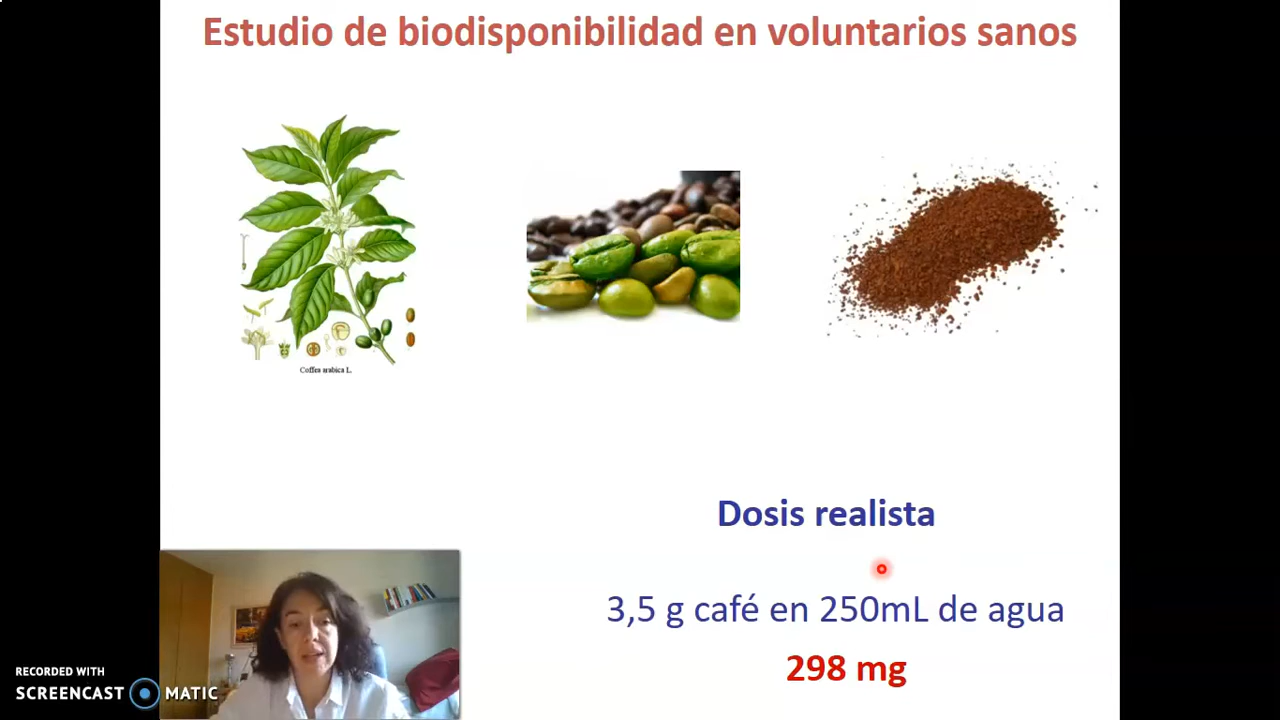 Estudio de biodisponibilidad en voluntarios sanos
Coffea arabica L.
Dosis realista
3,5 g café en 250mL de agua
298 mg
RECORDED WITH
SCREENCAST MATIC